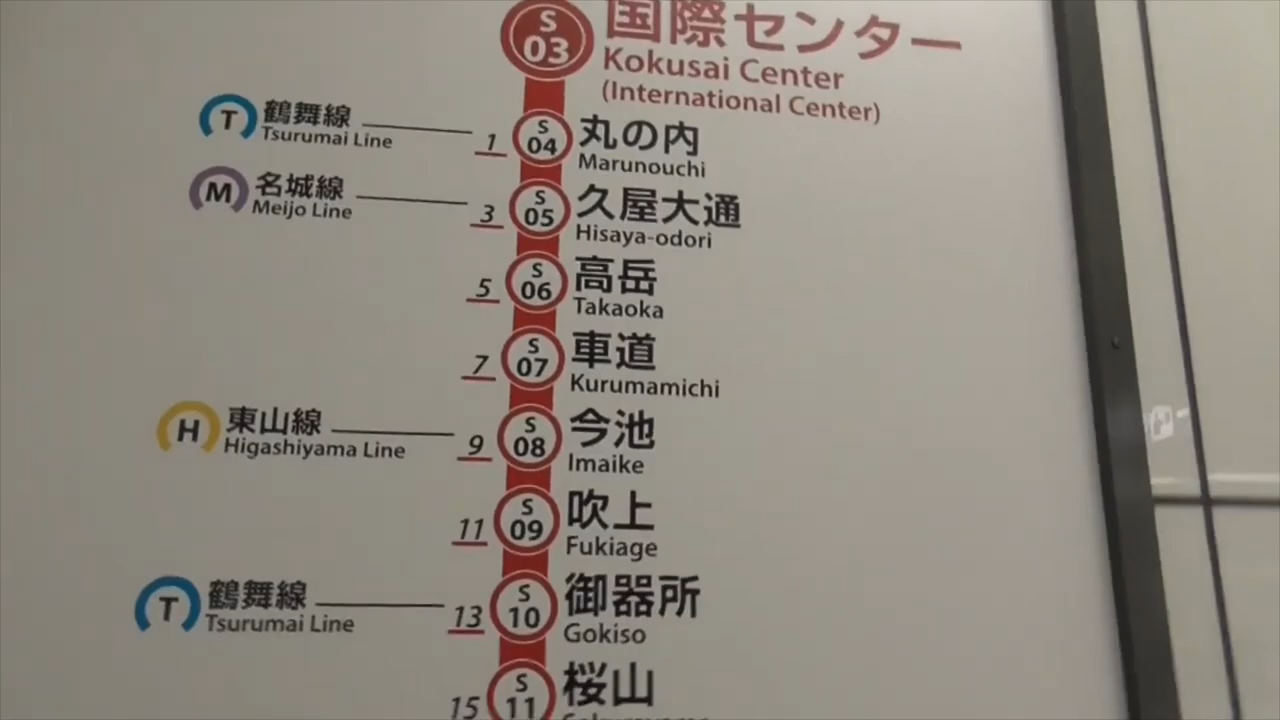 S
03
国際センター
Kokusai Center
(International Center)
T
鶴舞線
Tsurumai Line
1
S
04
丸の内
Marunouchi
M
名城線
Meijo Line
3
S
05
久屋大通
Hisaya-odori
5
S
06
高岳
Takaoka
7
S
07
車道
Kurumamichi
H
東山線
Higashiyama Line
9
S
08
今池
Imaike
11
S
09
吹上
Fukiage
T
鶴舞線
Tsurumai Line
13
S
10
御器所
Gokiso
15
S
11
桜山